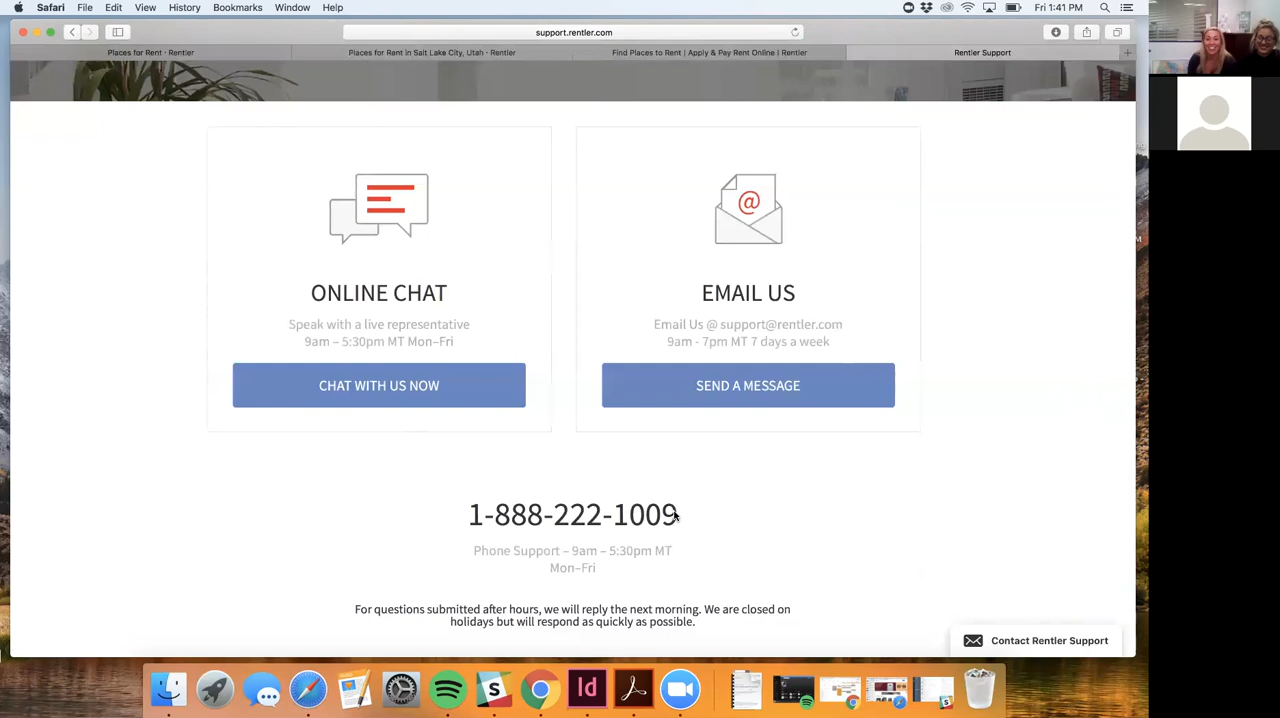 Safari File Edit View History Bookmarks Window Help
Fri 1:41 PM
support.rentler.com
Places for Rent - Rentler
Places for Rent in Salt Lake City, Utah - Rentler
Find Places to Rent | Apply & Pay Rent Online | Rentler
Rentler Support
ONLINE CHAT
Speak with a live representative
9am – 5:30pm MT Mon–Fri
CHAT WITH US NOW
EMAIL US
Email Us @ support@rentler.com
9am - 7pm MT 7 days a week
SEND A MESSAGE
1-888-222-1009
Phone Support – 9am – 5:30pm MT
Mon–Fri
For questions submitted after hours, we will reply the next morning. We are closed on
holidays but will respond as quickly as possible.
Contact Rentler Support
Id